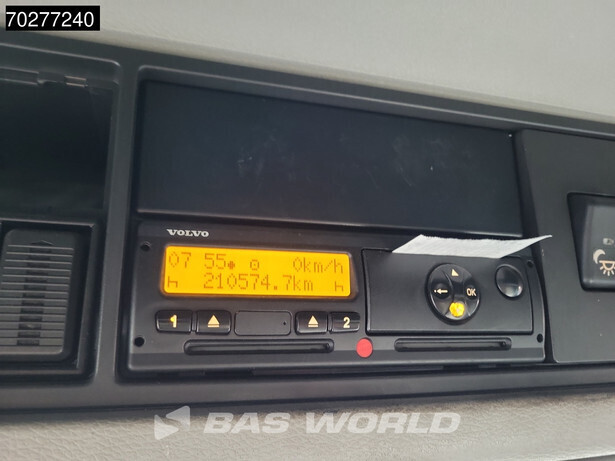 70277240
VOLVO
07 55 0km/h
h 210574.7km h
1 2
OK
BAS WORLD